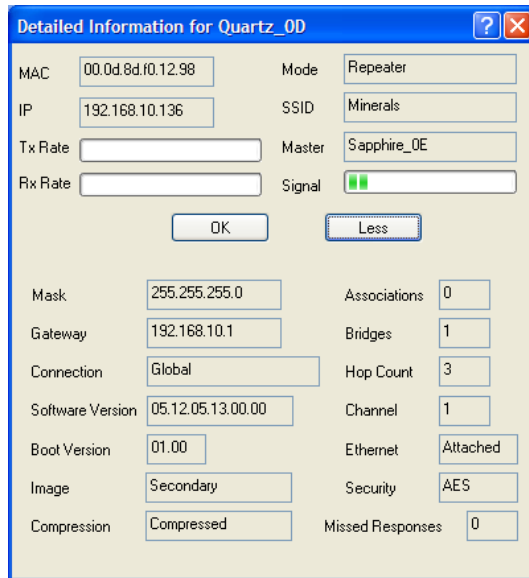 Detailed Information for Quartz_0D
MAC 00.0d.8d.f0.12.98 Mode Repeater
IP 192.168.10.136 SSID Minerals
Tx Rate Master Sapphire_0E
Rx Rate Signal
OK Less
Mask 255.255.255.0 Associations 0
Gateway 192.168.10.1 Bridges 1
Connection Global Hop Count 3
Software Version 05.12.05.13.00.00 Channel 1
Boot Version 01.00 Ethernet Attached
Image Secondary Security AES
Compression Compressed Missed Responses 0